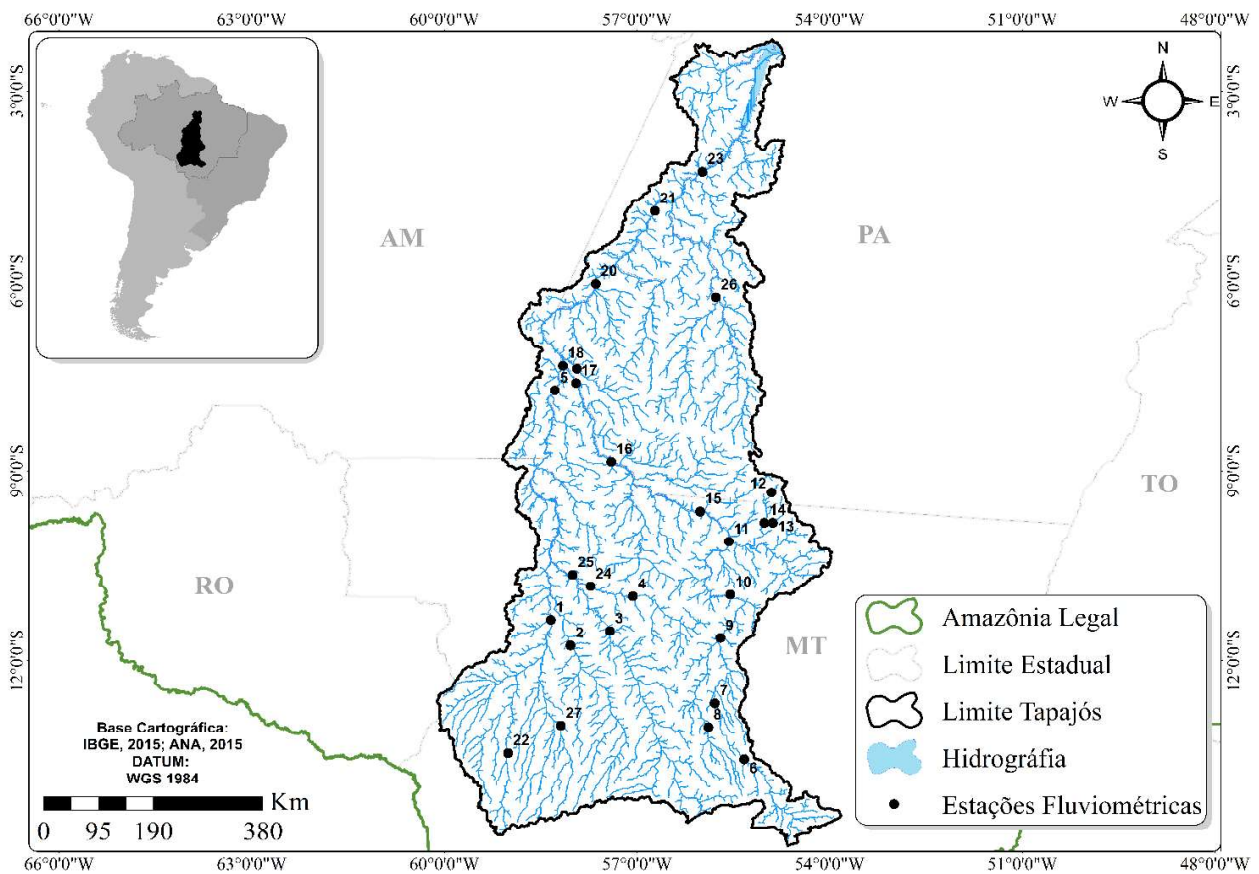 66°0'0"W 63°0'0"W 60°0'0"W 57°0'0"W 54°0'0"W 51°0'0"W 48°0'0"W
N
W E
S
3°0'0"S 3°0'0"S
23
21
AM PA
20
26
6°0'0"S 6°0'0"S
18
17
5
16
9°0'0"S 9°0'0"S
12
TO
15
14
13
11
25
24
4
10
RO
1
3
2
9
MT
12°0'0"S 12°0'0"S
7
8
27
22
6
Amazônia Legal
Limite Estadual
Limite Tapajós
Hidrográfia
Estações Fluviométricas
Base Cartográfica:
IBGE, 2015; ANA, 2015
DATUM:
WGS 1984
Km
0 95 190 380
66°0'0"W 63°0'0"W 60°0'0"W 57°0'0"W 54°0'0"W 51°0'0"W 48°0'0"W